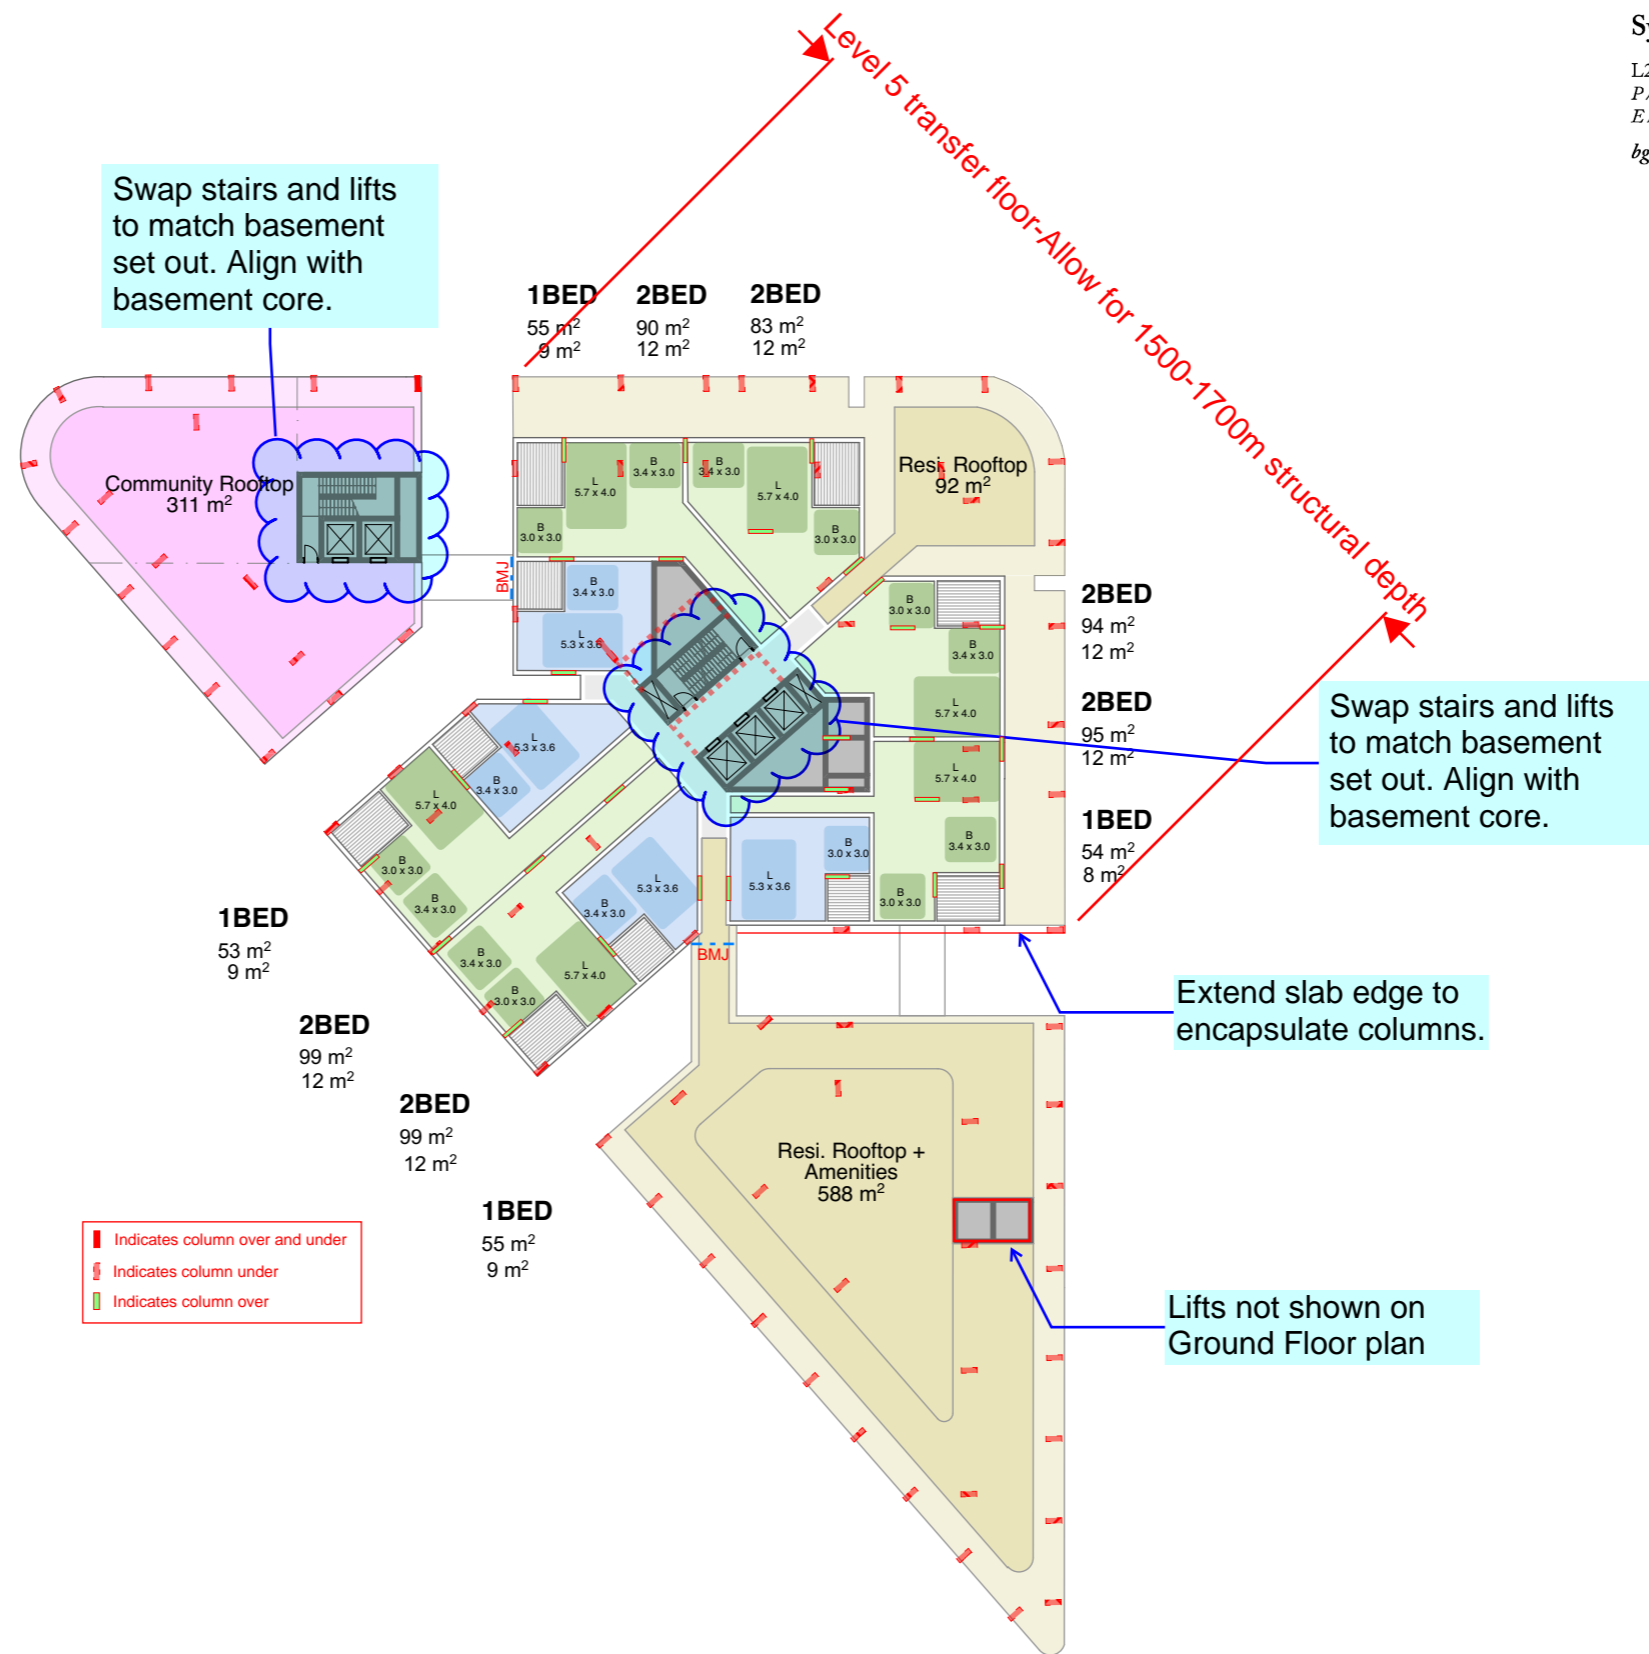 Level 5 transfer floor-Allow for 1500-1700m structural depth
Swap stairs and lifts
to match basement
set out. Align with
basement core.
1BED
55 m²
9 m²
2BED
90 m²
12 m²
2BED
83 m²
12 m²
Community Rooftop
311 m²
BMJ
B
3.4 x 3.0
L
5.7 x 4.0
B
3.0 x 3.0
B
3.4 x 3.0
L
5.7 x 4.0
B
3.0 x 3.0
Resi. Rooftop
92 m²
B
3.4 x 3.0
L
5.3 x 3.6
B
3.0 x 3.0
B
3.4 x 3.0
L
5.7 x 4.0
L
5.7 x 4.0
B
3.4 x 3.0
B
3.0 x 3.0
B
3.0 x 3.0
L
5.3 x 3.6
L
5.3 x 3.6
B
3.4 x 3.0
L
5.7 x 4.0
B
3.0 x 3.0
B
3.4 x 3.0
L
5.3 x 3.6
B
3.4 x 3.0
B
3.4 x 3.0
B
3.0 x 3.0
L
5.7 x 4.0
2BED
94 m²
12 m²
2BED
95 m²
12 m²
1BED
54 m²
8 m²
Swap stairs and lifts
to match basement
set out. Align with
basement core.
1BED
53 m²
9 m²
2BED
99 m²
12 m²
2BED
99 m²
12 m²
1BED
55 m²
9 m²
BMJ
Extend slab edge to
encapsulate columns.
Resi. Rooftop +
Amenities
588 m²
Lifts not shown on
Ground Floor plan
Indicates column over and under
Indicates column under
Indicates column over